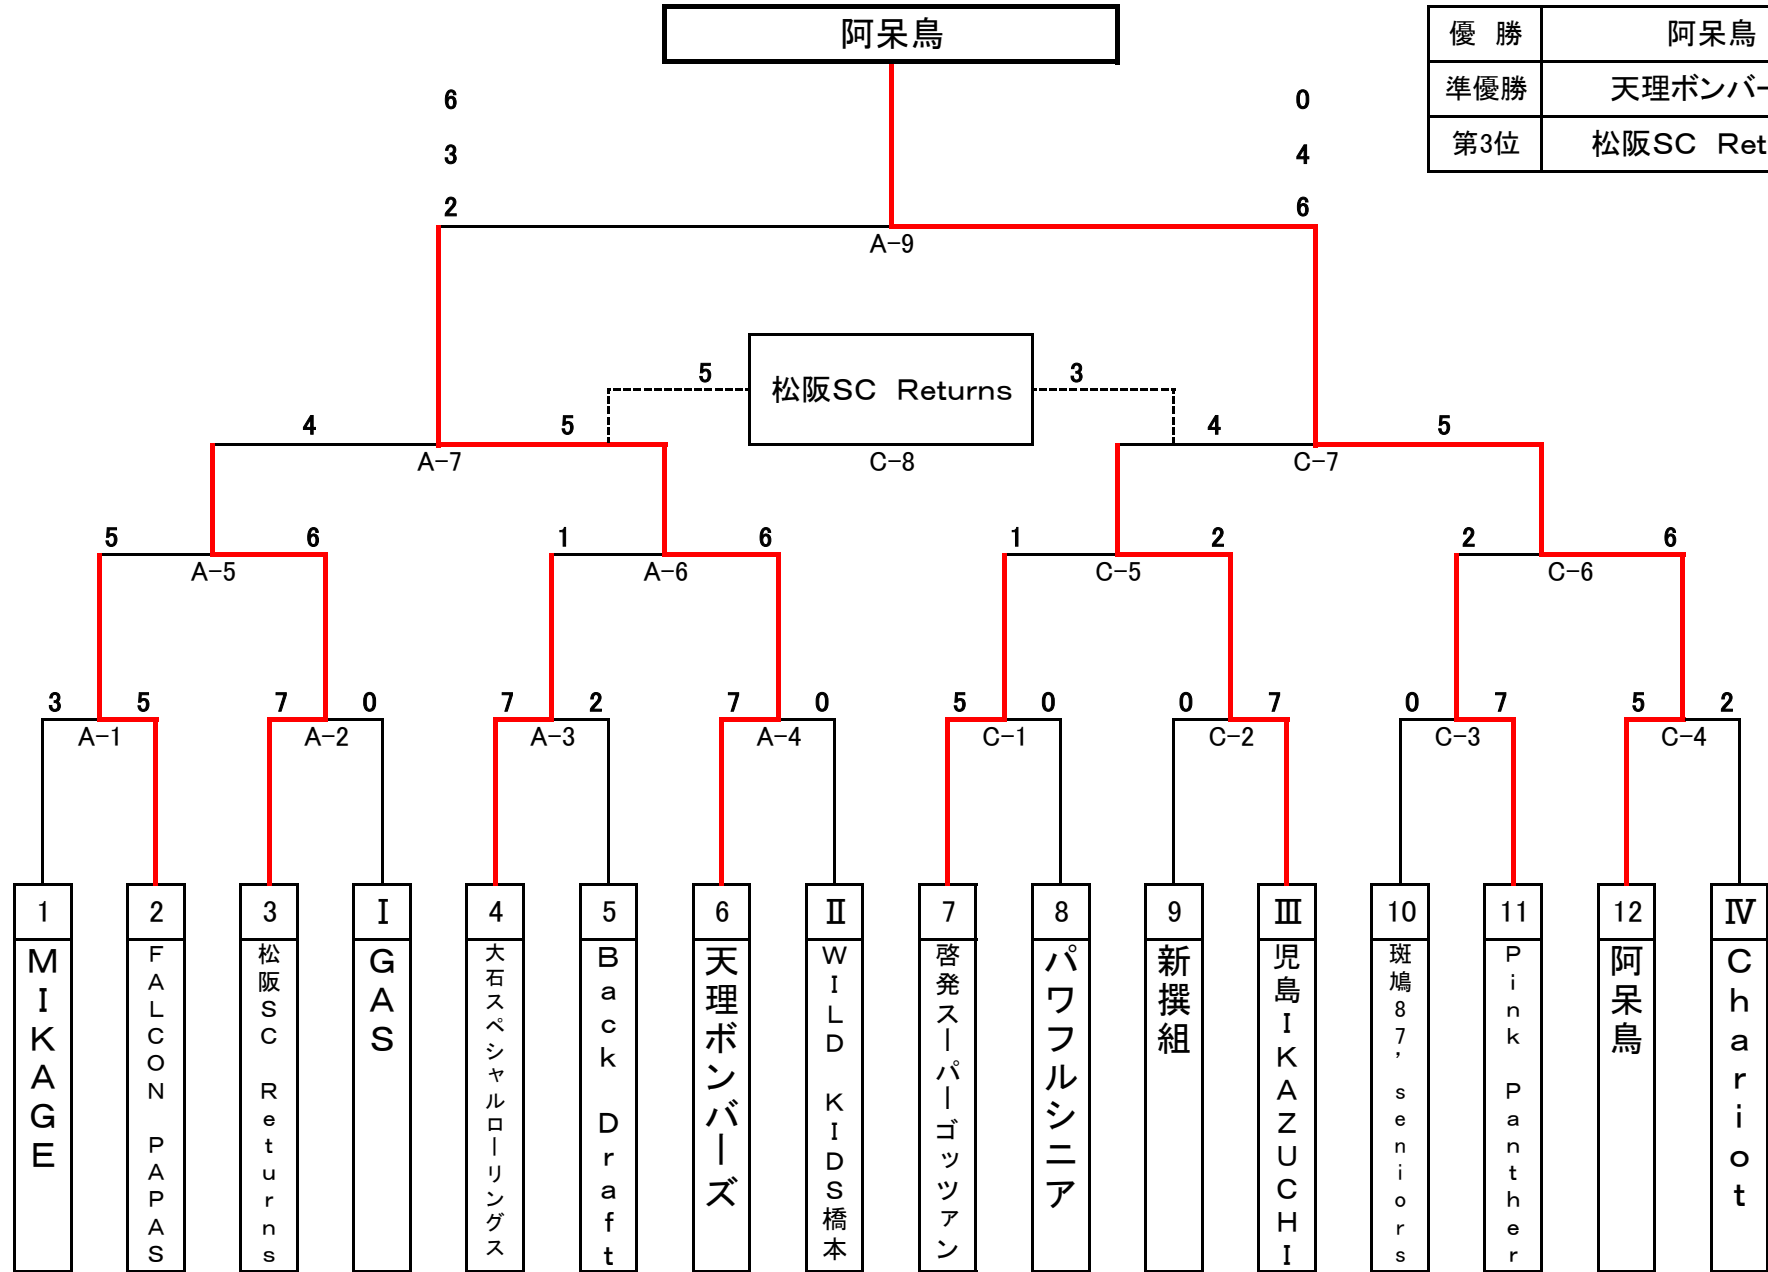 阿呆鳥
優 勝 阿呆鳥
準優勝 天理ボンバー
第3位 松阪SC Ret
6 0
3 4
2 6
A-9
5 松阪SC Returns 3
4 5 4 5
A-7 C-8 C-7
5 6 1 6 1 2 2 6
A-5 A-6 C-5 C-6
3 5 7 0 7 2 7 0 5 0 0 7 0 7 5 2
A-1 A-2 A-3 A-4 C-1 C-2 C-3 C-4
1 2 3 Ⅰ 4 5 6 Ⅱ 7 8 9 Ⅲ 10 11 12 Ⅳ
MIKAGE
FALCON PAPAS
松阪SC Returns
GAS
大石スペシャルローリングス
Back Draft
天理ボンバーズ
WILD KIDS橋本
啓発スーパーゴッツァン
パワフルシニア
新撰組
児島IKAZUCHI
斑鳩87’seniors
Pink Panther
阿呆鳥
Chariot